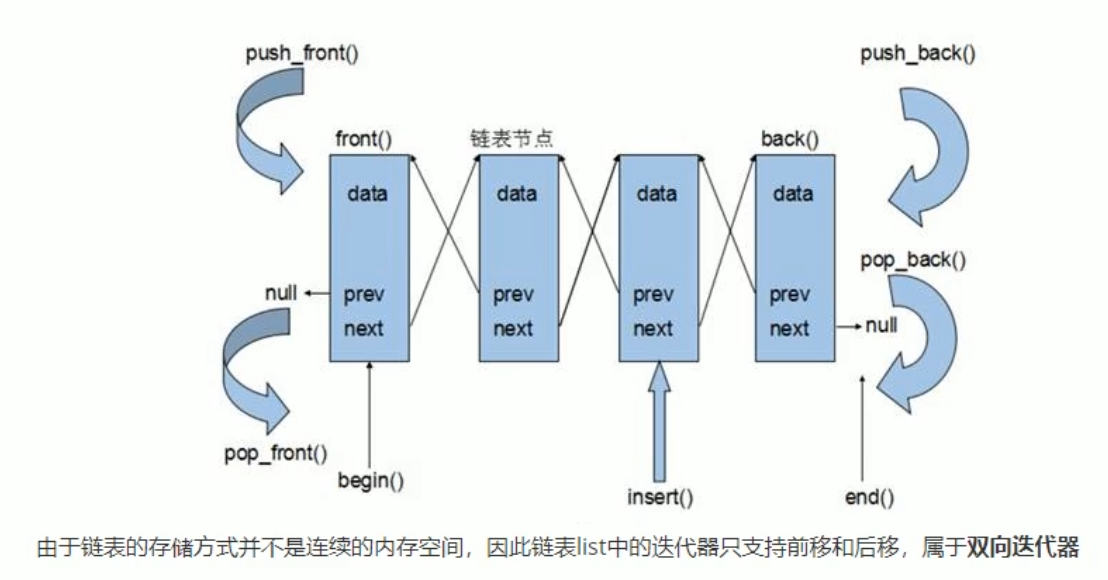 push_front()
push_back()
front()
链表节点
back()
data
data
data
data
pop_back()
null
prev
prev
prev
prev
next
next
next
next
null
pop_front()
begin()
insert()
end()
由于链表的存储方式并不是连续的内存空间，因此链表list中的迭代器只支持前移和后移，属于双向迭代器